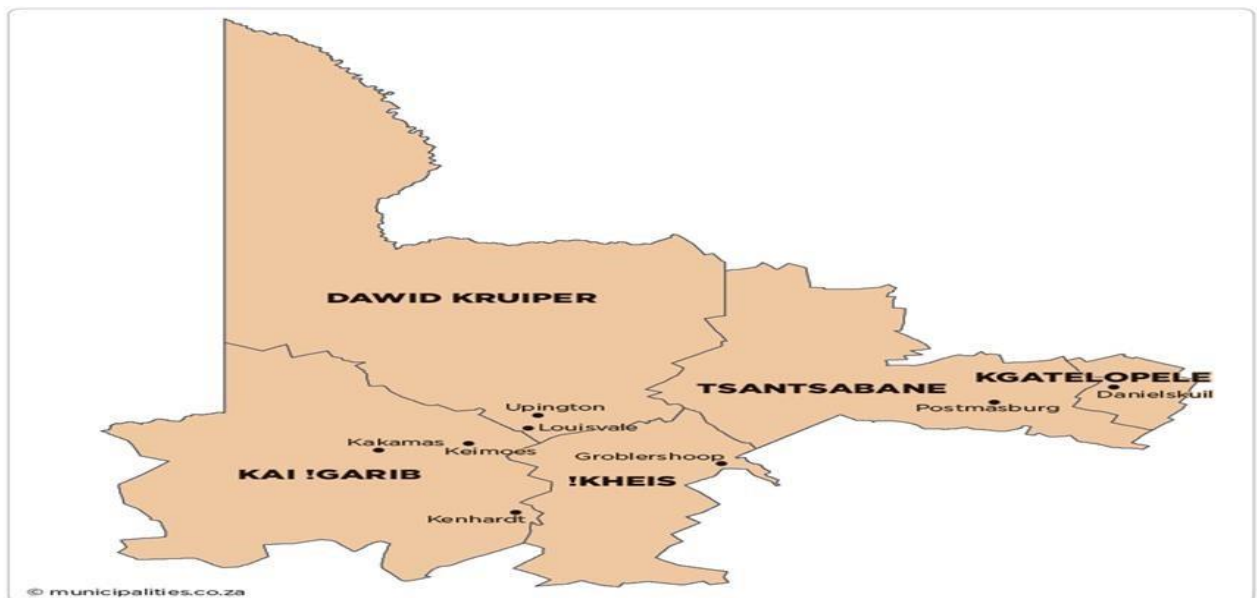 DAWID KRUIPER
KGATELOPELE
TSANTSABANE
Danielskuil
Upington
Postmasburg
Louisvale
Kakamas
Keimoes
Groblershoop
KAI !GARIB
!KHEIS
Kenhardt
© municipalities.co.za